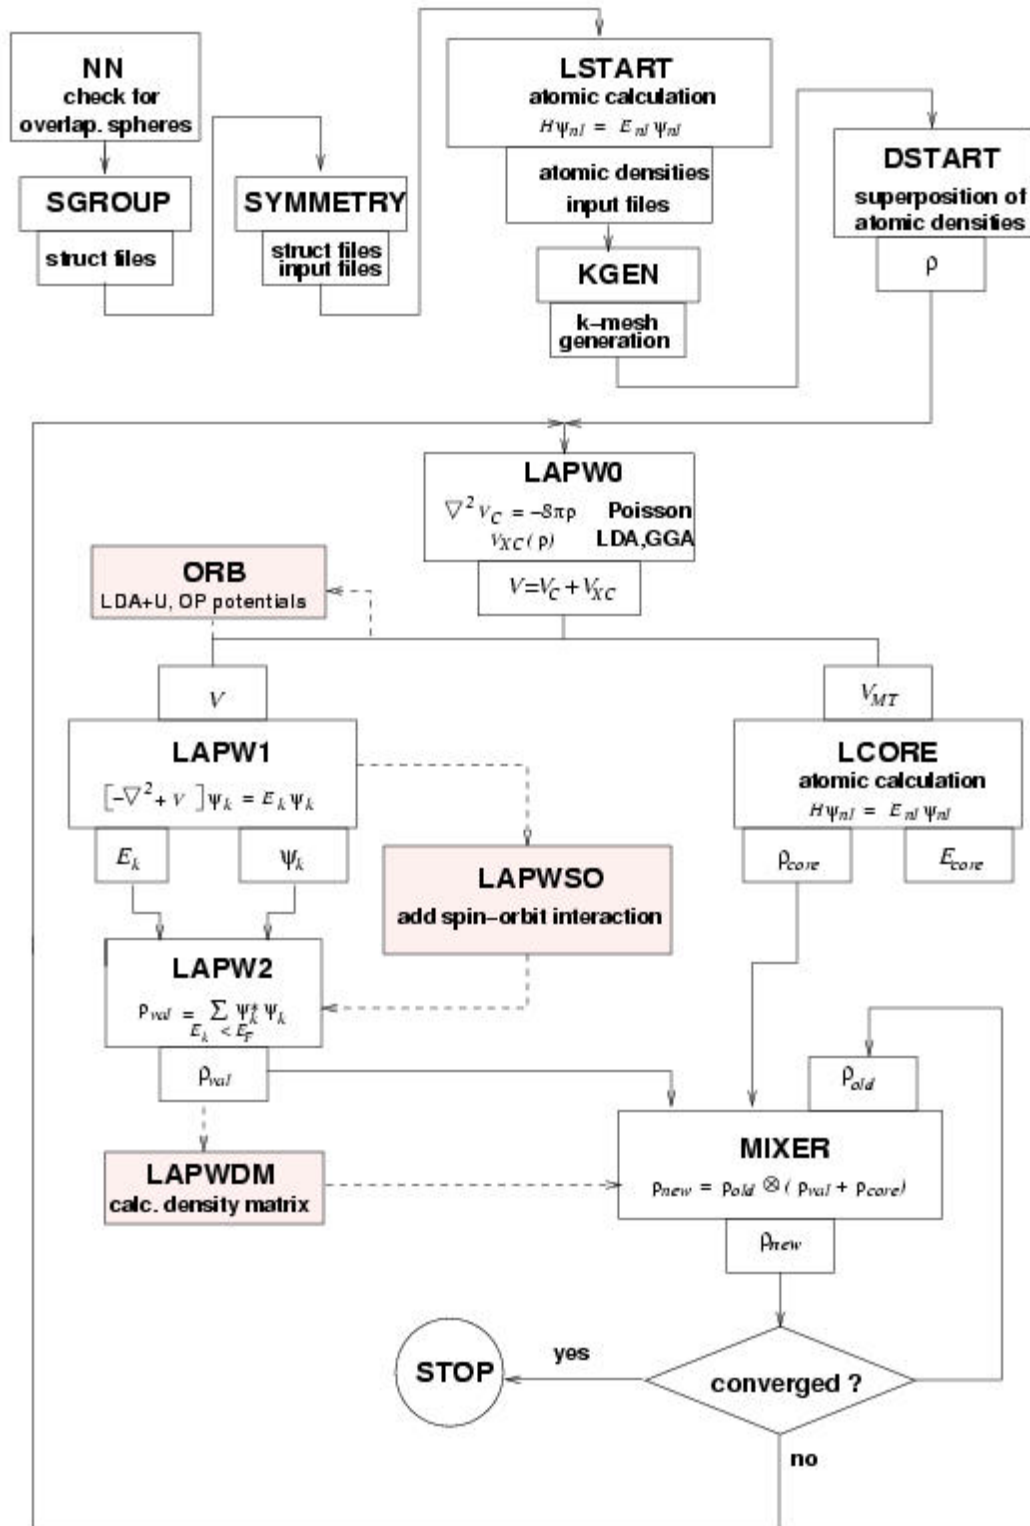 NN
check for
overlap. spheres
SGROUP
struct files
SYMMETRY
struct files
input files
LSTART
atomic calculation
Hψnl = Enl ψnl
atomic densities
input files
KGEN
k–mesh
generation
DSTART
superposition of
atomic densities
ρ
LAPW0
▽² VC = –8πρ Poisson
VXC(ρ) LDA,GGA
V=VC + VXC
ORB
LDA+U, OP potentials
V
LAPW1
[–▽² + V ]ψk = Ek ψk
Ek
ψk
LAPWSO
add spin–orbit interaction
VMT
LCORE
atomic calculation
Hψnl = Enl ψnl
ρcore
Ecore
LAPW2
ρval = Σ ψk* ψk
Ek < EF
ρval
LAPWDM
calc. density matrix
ρold
MIXER
ρnew = ρold ⊗ ( ρval + ρcore)
ρnew
converged ?
yes
STOP
no